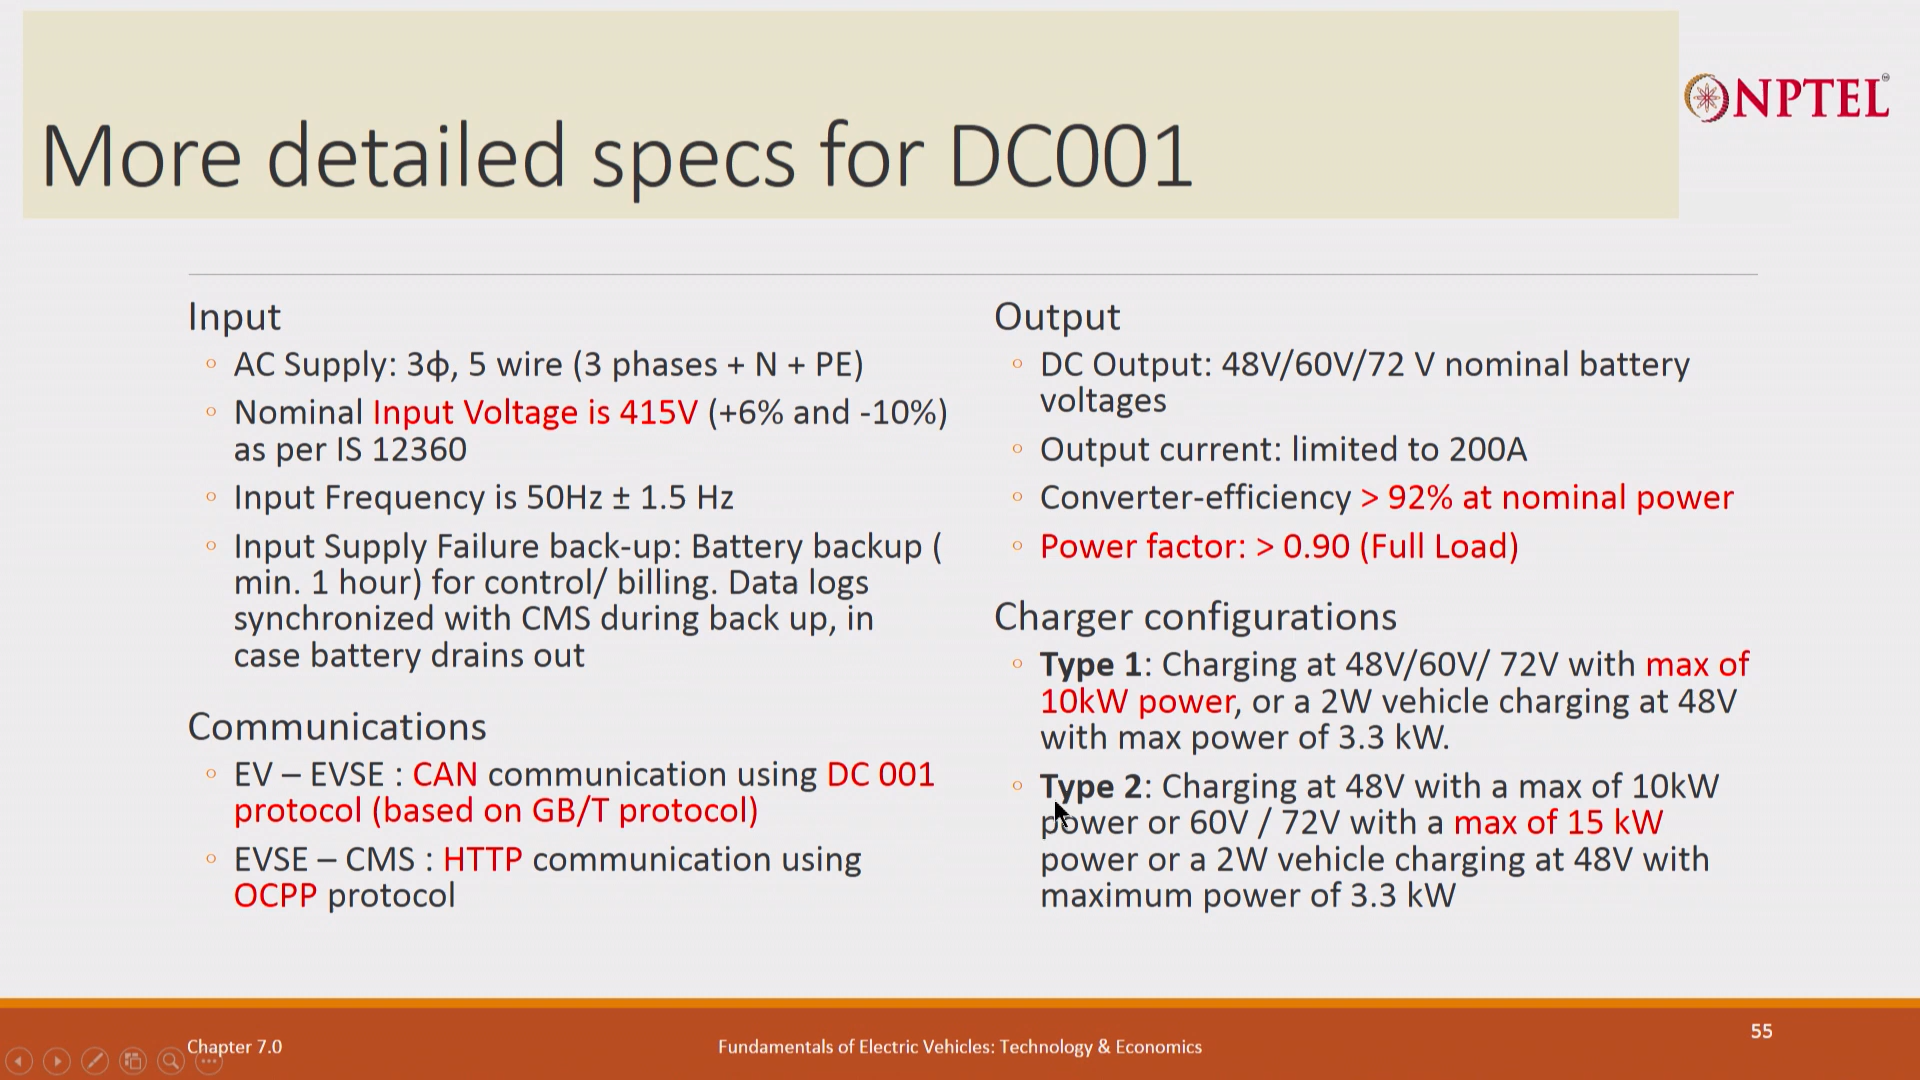 More detailed specs for DC001
NPTEL
Input
AC Supply: 3ф, 5 wire (3 phases + N + PE)
Nominal Input Voltage is 415V (+6% and -10%)
as per IS 12360
Input Frequency is 50Hz ± 1.5 Hz
Input Supply Failure back-up: Battery backup (
min. 1 hour) for control/ billing. Data logs
synchronized with CMS during back up, in
case battery drains out
Communications
EV – EVSE : CAN communication using DC 001
protocol (based on GB/T protocol)
EVSE – CMS : HTTP communication using
OCPP protocol
Output
DC Output: 48V/60V/72 V nominal battery
voltages
Output current: limited to 200A
Converter-efficiency > 92% at nominal power
Power factor: > 0.90 (Full Load)
Charger configurations
Type 1: Charging at 48V/60V/ 72V with max of
10kW power, or a 2W vehicle charging at 48V
with max power of 3.3 kW.
Type 2: Charging at 48V with a max of 10kW
power or 60V / 72V with a max of 15 kW
power or a 2W vehicle charging at 48V with
maximum power of 3.3 kW
Chapter 7.0
Fundamentals of Electric Vehicles: Technology & Economics
55